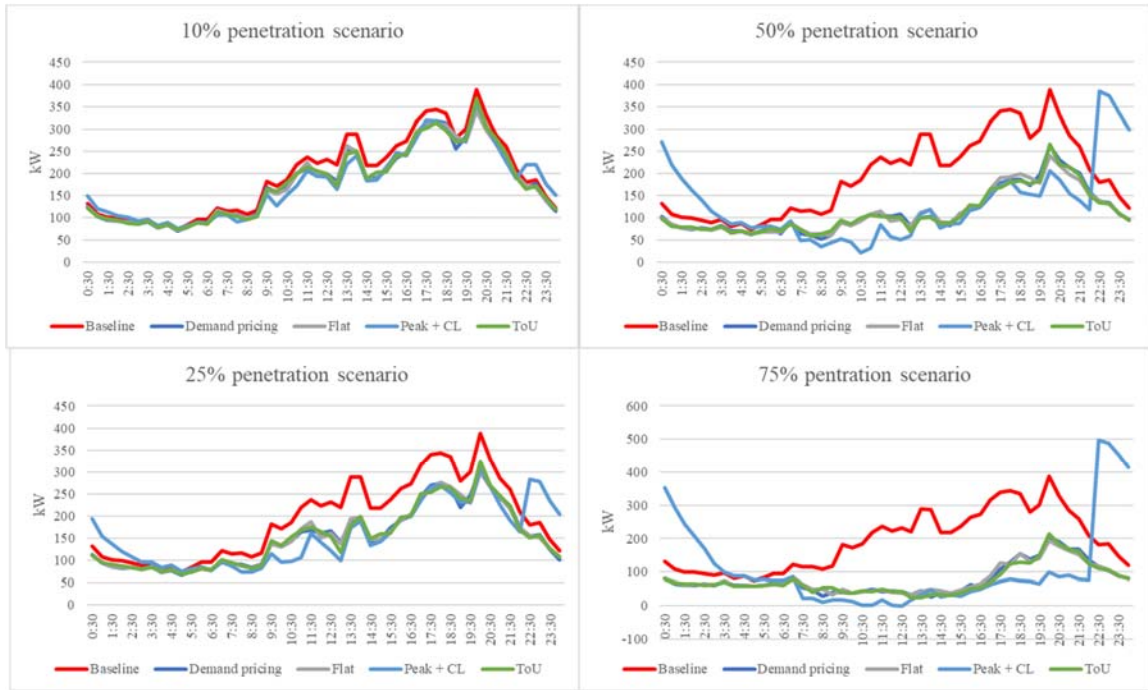 10% penetration scenario
kW
450
400
350
300
250
200
150
100
50
0
0:30 1:30 2:30 3:30 4:30 5:30 6:30 7:30 8:30 9:30 10:30 11:30 12:30 13:30 14:30 15:30 16:30 17:30 18:30 19:30 20:30 21:30 22:30 23:30
Baseline Demand pricing Flat Peak + CL ToU
50% penetration scenario
kW
450
400
350
300
250
200
150
100
50
0
0:30 1:30 2:30 3:30 4:30 5:30 6:30 7:30 8:30 9:30 10:30 11:30 12:30 13:30 14:30 15:30 16:30 17:30 18:30 19:30 20:30 21:30 22:30 23:30
Baseline Demand pricing Flat Peak + CL ToU
25% penetration scenario
kW
450
400
350
300
250
200
150
100
50
0
0:30 1:30 2:30 3:30 4:30 5:30 6:30 7:30 8:30 9:30 10:30 11:30 12:30 13:30 14:30 15:30 16:30 17:30 18:30 19:30 20:30 21:30 22:30 23:30
Baseline Demand pricing Flat Peak + CL ToU
75% pentration scenario
kW
600
500
400
300
200
100
0
-100
0:30 1:30 2:30 3:30 4:30 5:30 6:30 7:30 8:30 9:30 10:30 11:30 12:30 13:30 14:30 15:30 16:30 17:30 18:30 19:30 20:30 21:30 22:30 23:30
Baseline Demand pricing Flat Peak + CL ToU